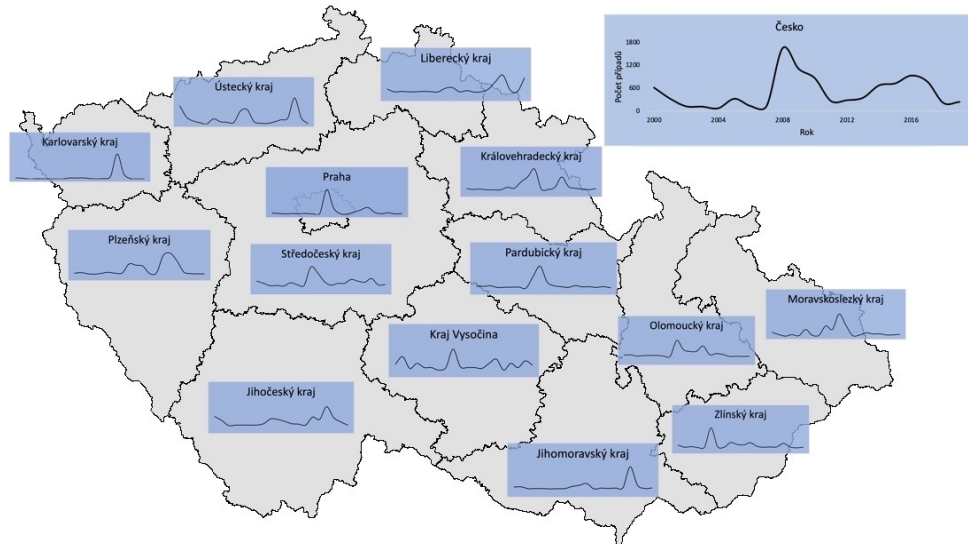 Česko
Počet případů
1800
1200
600
0
2000
2004
2008
2012
2016
Rok
Liberecký kraj
Ústecký kraj
Karlovarský kraj
Královehradecký kraj
Praha
Plzeňský kraj
Středočeský kraj
Pardubický kraj
Moravskoslezký kraj
Olomoucký kraj
Kraj Vysočina
Jihočeský kraj
Zlínský kraj
Jihomoravský kraj